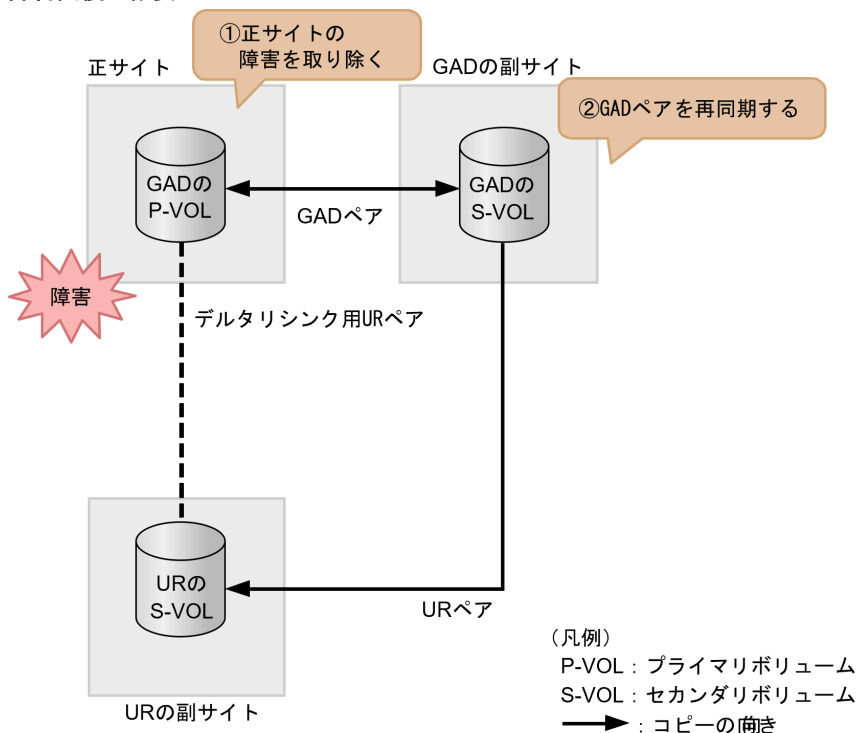 ①正サイトの
障害を取り除く
正サイト
GADの副サイト
②GADペアを再同期する
GADの
P-VOL
GADの
S-VOL
GADペア
障害
デルタリシンク用URペア
URの
S-VOL
URペア
URの副サイト
（凡例）
P-VOL：プライマリボリューム
S-VOL：セカンダリボリューム
：コピーの向き